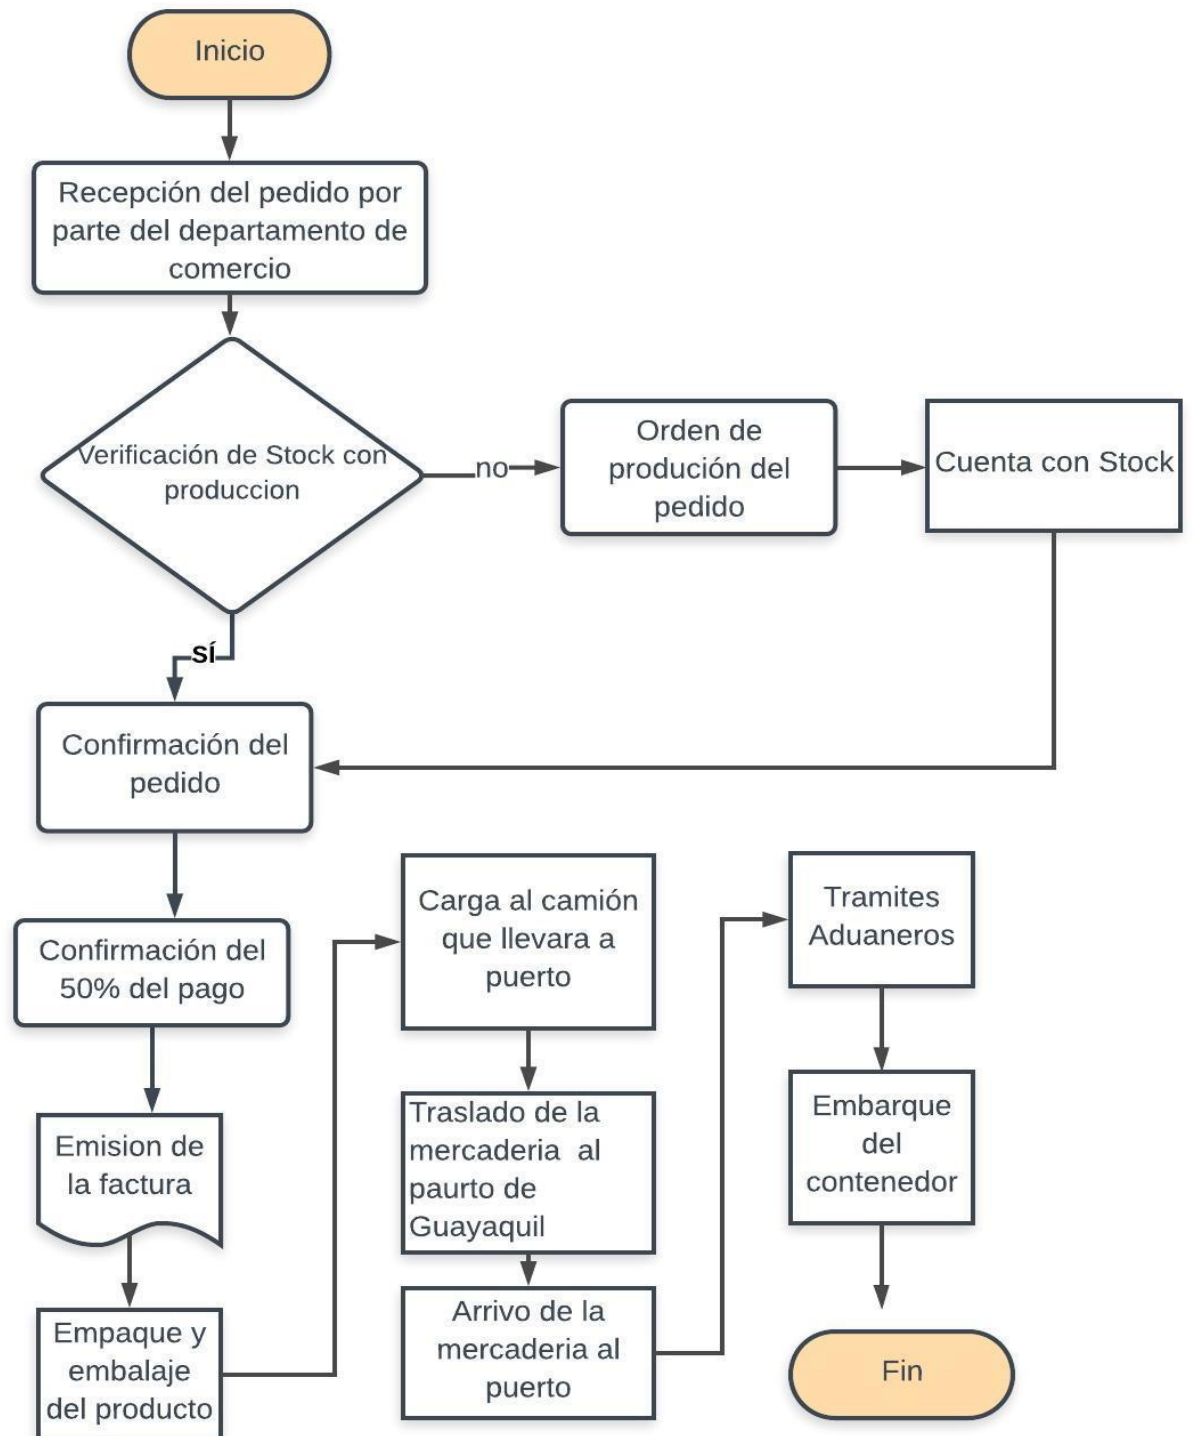 Inicio
Recepción del pedido por
parte del departamento de
comercio
Verificación de Stock con
produccion
no
Orden de
produción del
pedido
Cuenta con Stock
SÍ
Confirmación del
pedido
Confirmación del
50% del pago
Emision de
la factura
Empaque y
embalaje
del producto
Carga al camión
que llevara a
puerto
Traslado de la
mercaderia  al
paurto de
Guayaquil
Arrivo de la
mercaderia al
puerto
Tramites
Aduaneros
Embarque
del
contenedor
Fin